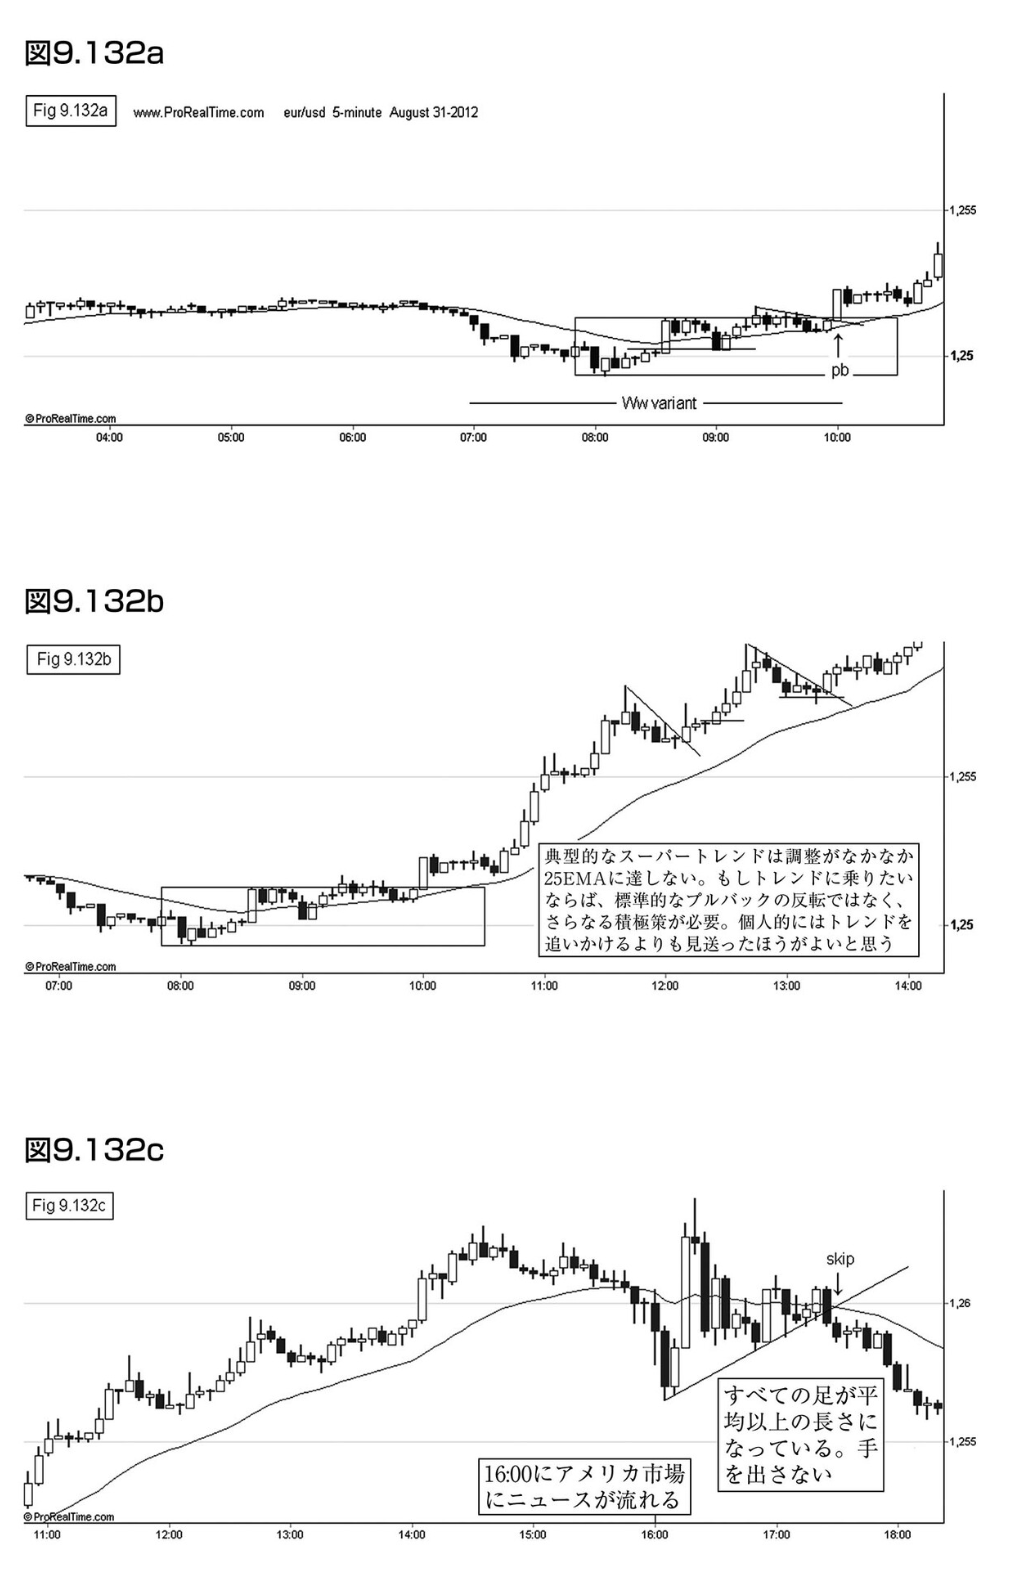 図9.132a
Fig 9.132a
www.ProRealTime.com eur/usd 5-minute August 31-2012
1,255
1,25
pb
Ww variant
©ProRealTime.com
04:00 05:00 06:00 07:00 08:00 09:00 10:00
図9.132b
Fig 9.132b
1,255
典型的なスーパートレンドは調整がなかなか
25EMAに達しない。もしトレンドに乗りたい
ならば、標準的なプルバックの反転ではなく、
さらなる積極策が必要。個人的にはトレンドを
追いかけるよりも見送ったほうがよいと思う
1,25
©ProRealTime.com
07:00 08:00 09:00 10:00 11:00 12:00 13:00 14:00
図9.132c
Fig 9.132c
skip
1,26
すべての足が平
均以上の長さに
なっている。手
を出さない
1,255
16:00にアメリカ市場
にニュースが流れる
©ProRealTime.com
11:00 12:00 13:00 14:00 15:00 16:00 17:00 18:00